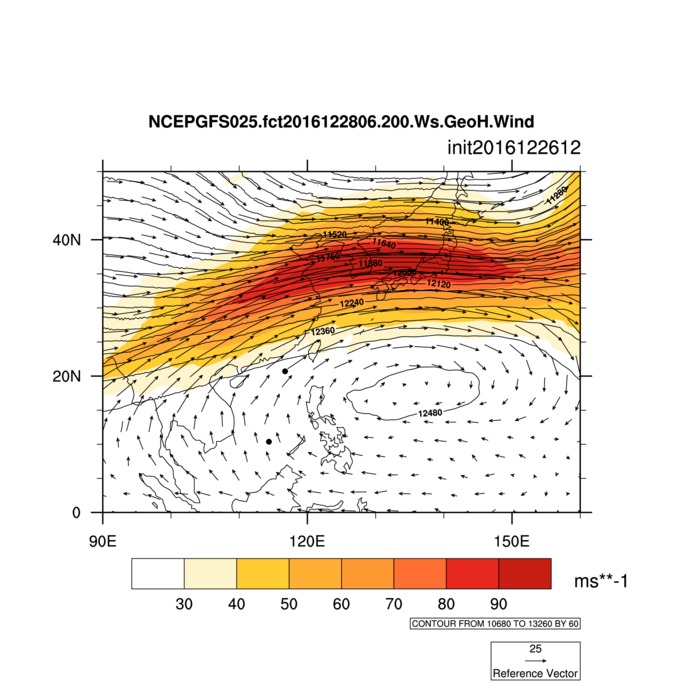 NCEPGFS025.fct2016122806.200.Ws.GeoH.Wind
init2016122612
11280
11400
11520
11640
11760
11880
12000
12120
12240
12360
12480
40N
20N
0
90E 120E 150E
30 40 50 60 70 80 90
ms**-1
CONTOUR FROM 10680 TO 13260 BY 60
25
Reference Vector